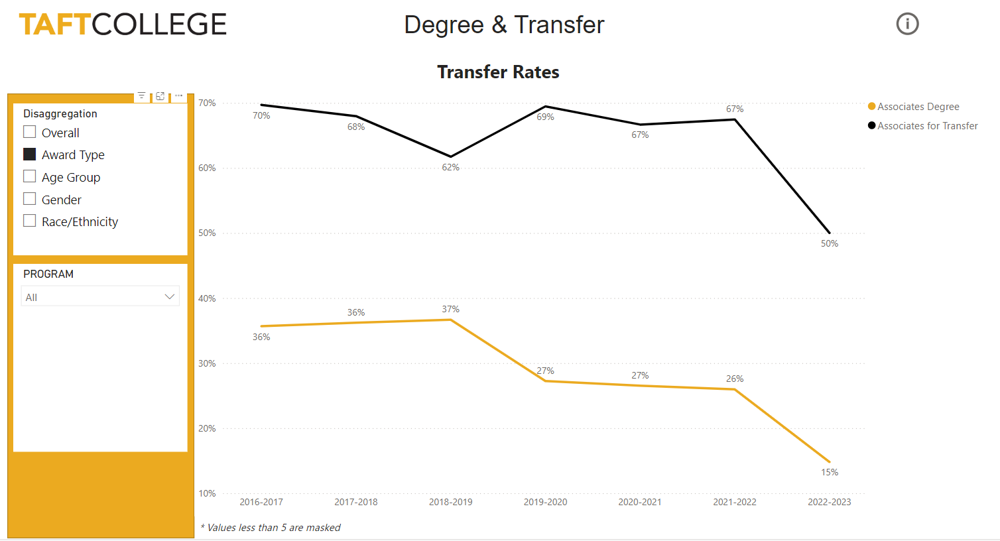 TAFTCOLLEGE
Degree & Transfer
Transfer Rates
Disaggregation
Overall
Award Type
Age Group
Gender
Race/Ethnicity
PROGRAM
All
70%
60%
50%
40%
30%
20%
10%
70%
68%
62%
69%
67%
67%
50%
36%
36%
37%
27%
27%
26%
15%
2016-2017
2017-2018
2018-2019
2019-2020
2020-2021
2021-2022
2022-2023
Associates Degree
Associates for Transfer
* Values less than 5 are masked